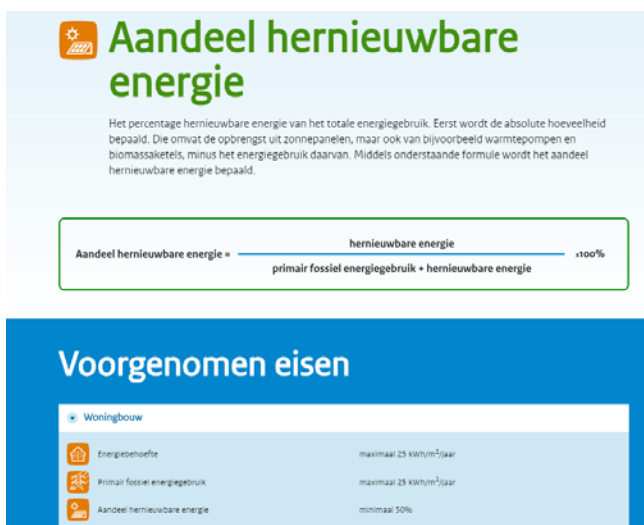 Aandeel hernieuwbare
energie
Het percentage hernieuwbare energie van het totale energiegebruik. Eerst wordt de absolute hoeveelheid
bepaald. Die omvat de opbrengst uit zonnepanelen, maar ook van bijvoorbeeld warmtepompen en
biomassaketels, minus het energiegebruik daarvan. Middels onderstaande formule wordt het aandeel
hernieuwbare energie bepaald.
hernieuwbare energie
Aandeel hernieuwbare energie = x100%
primair fossiel energiegebruik + hernieuwbare energie
Voorgenomen eisen
Woningbouw
Energiebehoefte maximaal 25 kWh/m²/jaar
Primair fossiel energiegebruik maximaal 25 kWh/m²/jaar
Aandeel hernieuwbare energie minimaal 50%